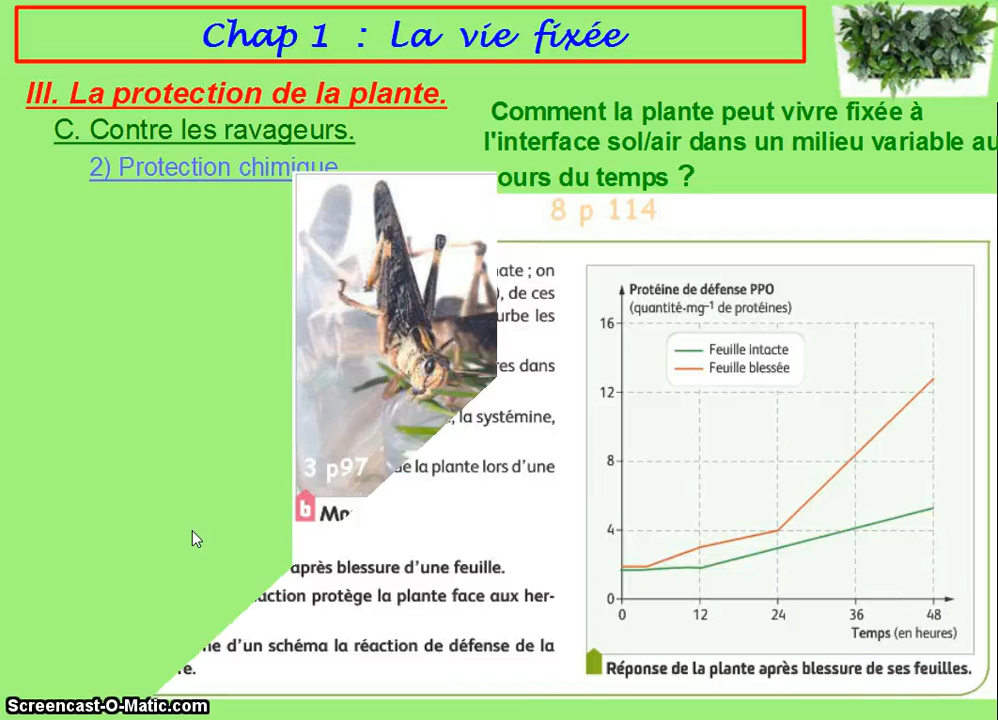 Chap 1 : La vie fixée
III. La protection de la plante.
C. Contre les ravageurs.
2) Protection chimique
Comment la plante peut vivre fixée à
l'interface sol/air dans un milieu variable au
ours du temps ?
8 p 114
ate ; on
), de ces
urbe les
res dans
, la systémine,
de la plante lors d'une
3 p97
b
après blessure d'une feuille.
action protège la plante face aux her-
e d'un schéma la réaction de défense de la
re.
Protéine de défense PPO
(quantité·mg⁻¹ de protéines)
16
12
8
4
0
Feuille intacte
Feuille blessée
0 12 24 36 48
Temps (en heures)
Réponse de la plante après blessure de ses feuilles.
Screencast-O-Matic.com